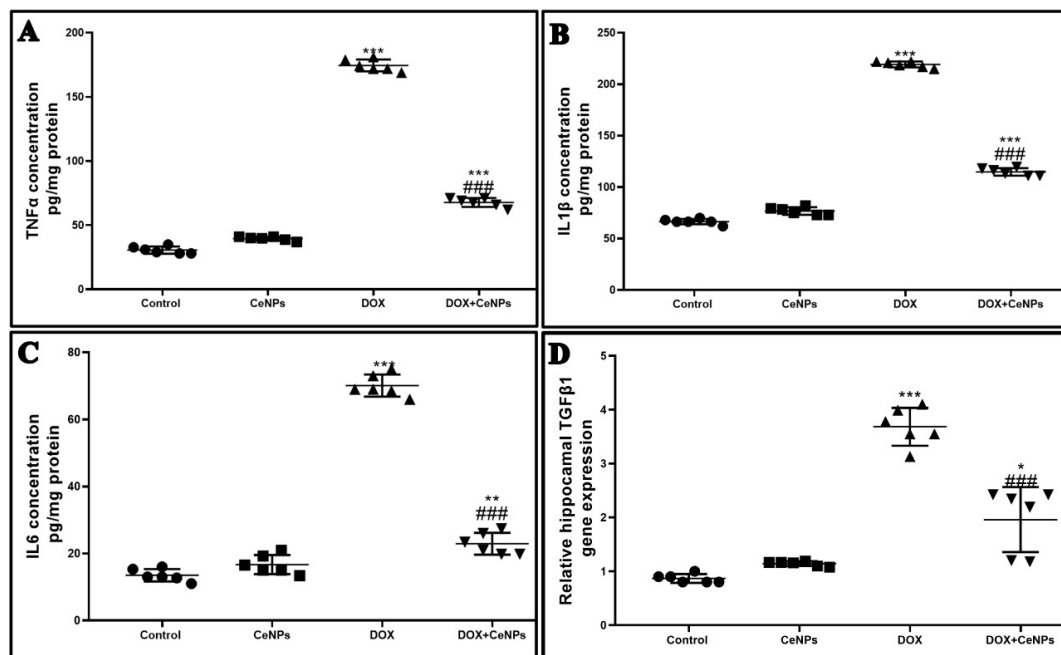 A
TNFα concentration
pg/mg protein
200
150
100
50
0
***
***
###
Control
CeNPs
DOX
DOX+CeNPs
B
IL1β concentration
pg/mg protein
250
200
150
100
50
0
***
***
###
Control
CeNPs
DOX
DOX+CeNPs
C
IL6 concentration
pg/mg protein
80
60
40
20
0
***
**
###
Control
CeNPs
DOX
DOX+CeNPs
D
Relative hippocampal TGFβ1
gene expression
5
4
3
2
1
0
***
*
###
Control
CeNPs
DOX
DOX+CeNPs